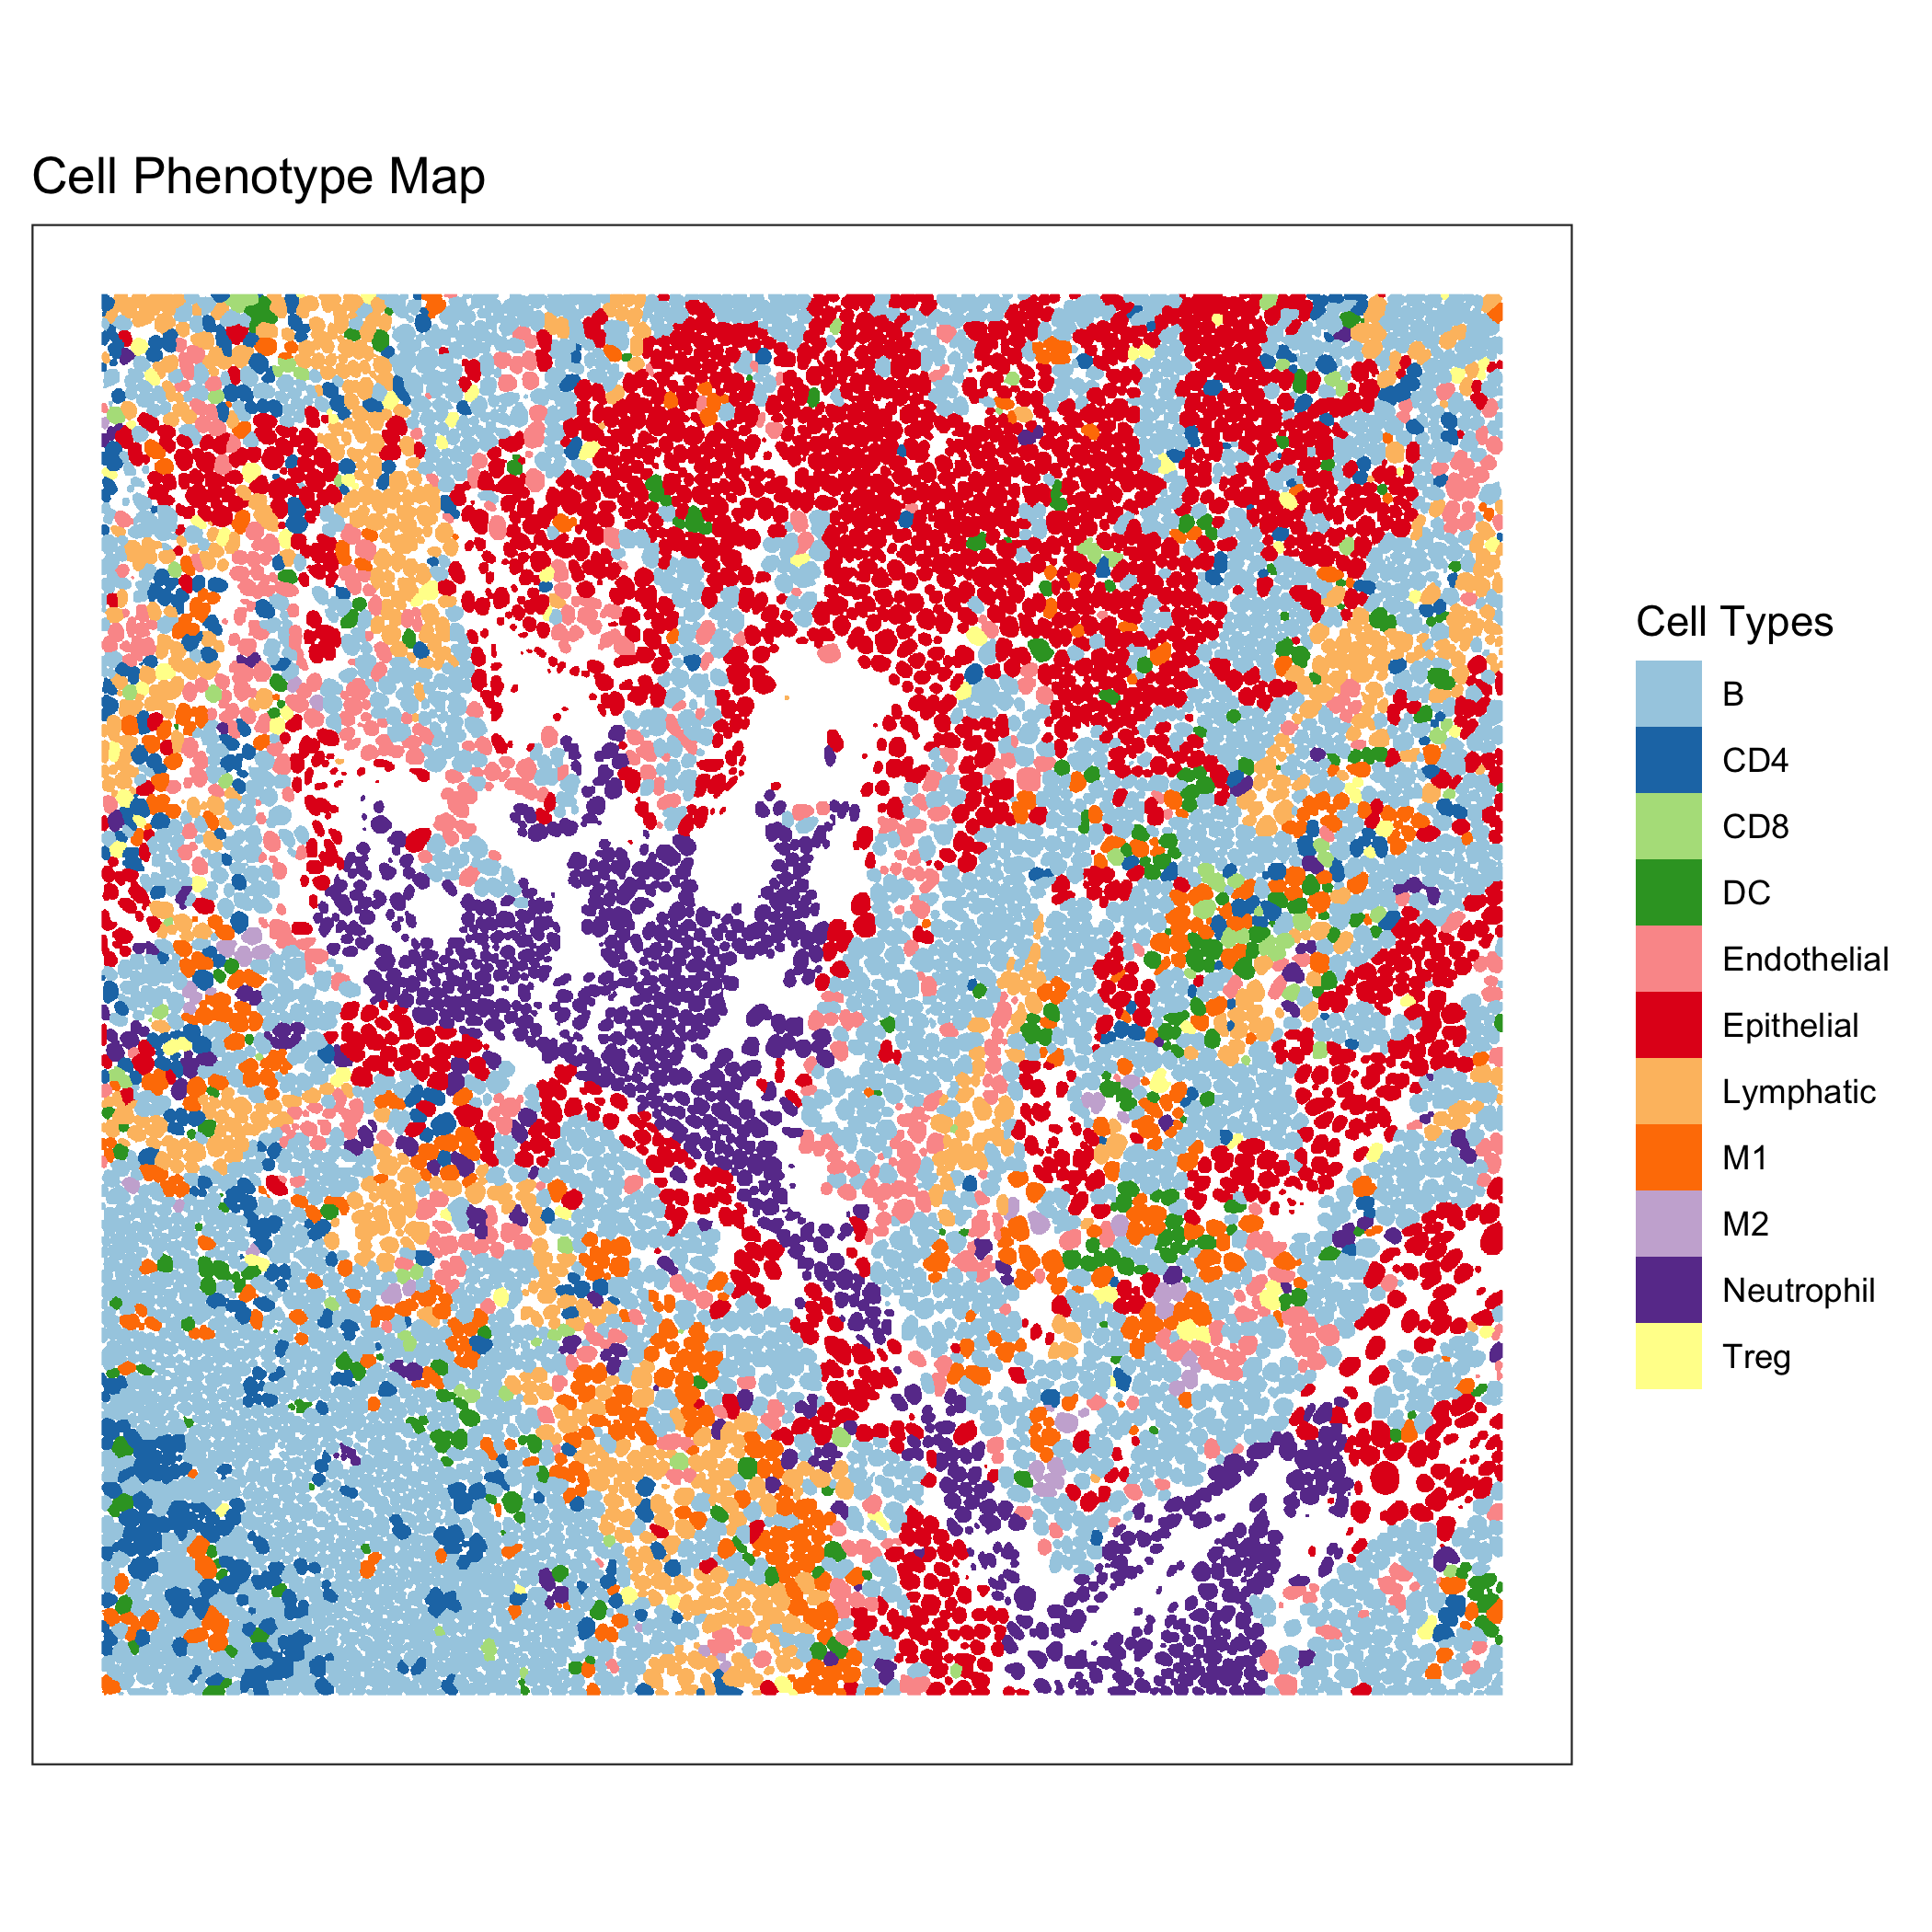 Cell Phenotype Map
Cell Types
B
CD4
CD8
DC
Endothelial
Epithelial
Lymphatic
M1
M2
Neutrophil
Treg